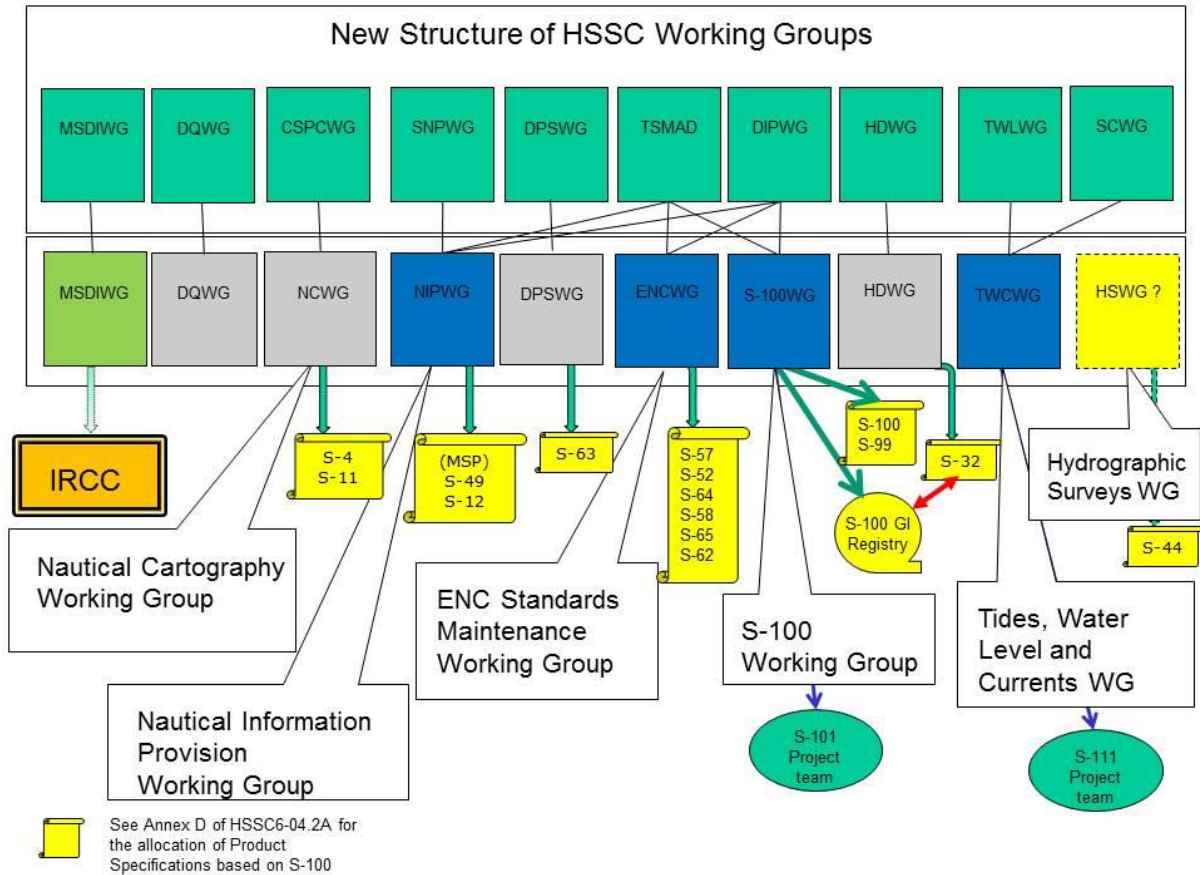 New Structure of HSSC Working Groups
MSDIWG
DQWG
CSPCWG
SNPWG
DPSWG
TSMAD
DIPWG
HDWG
TWLWG
SCWG
MSDIWG
DQWG
NCWG
NIPWG
DPSWG
ENCWG
S-100WG
HDWG
TWCWG
HSWG ?
IRCC
S-4
S-11
(MSP)
S-49
S-12
S-63
S-57
S-52
S-64
S-58
S-65
S-62
S-100
S-99
S-32
S-100 GI
Registry
Hydrographic
Surveys WG
S-44
Nautical Cartography
Working Group
Nautical Information
Provision
Working Group
ENC Standards
Maintenance
Working Group
S-100
Working Group
Tides, Water
Level and
Currents WG
S-101
Project
team
S-111
Project
team
See Annex D of HSSC6-04.2A for
the allocation of Product
Specifications based on S-100